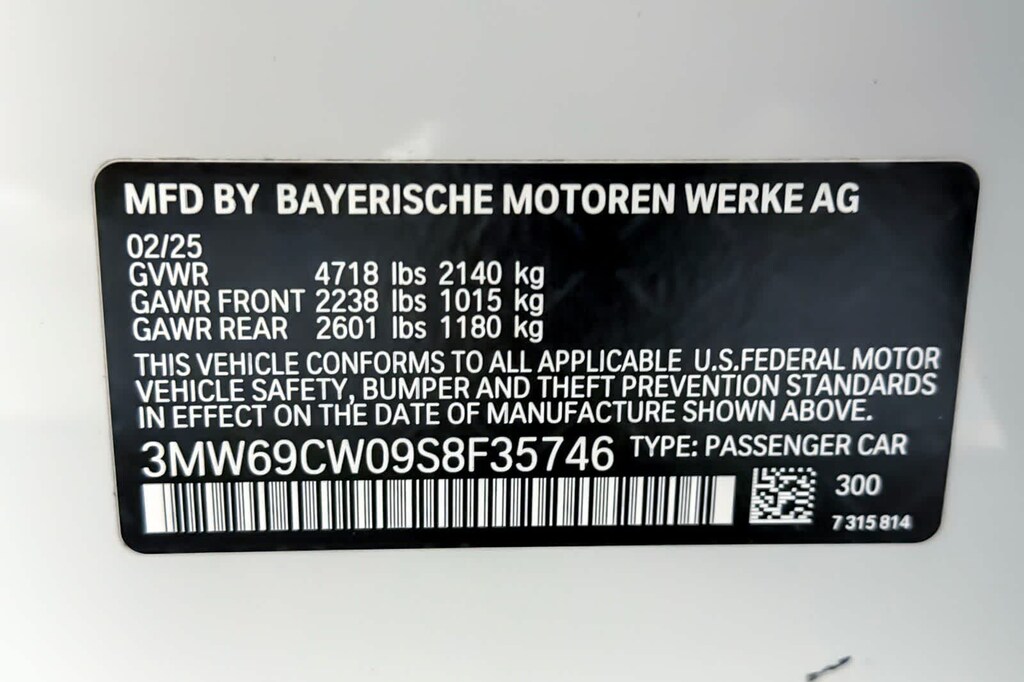 MFD BY BAYERISCHE MOTOREN WERKE AG
02/25
GVWR 4718 lbs 2140 kg
GAWR FRONT 2238 lbs 1015 kg
GAWR REAR 2601 lbs 1180 kg
THIS VEHICLE CONFORMS TO ALL APPLICABLE U.S.FEDERAL MOTOR
VEHICLE SAFETY, BUMPER AND THEFT PREVENTION STANDARDS
IN EFFECT ON THE DATE OF MANUFACTURE SHOWN ABOVE.
3MW69CW09S8F35746 TYPE: PASSENGER CAR
300
7 315 814